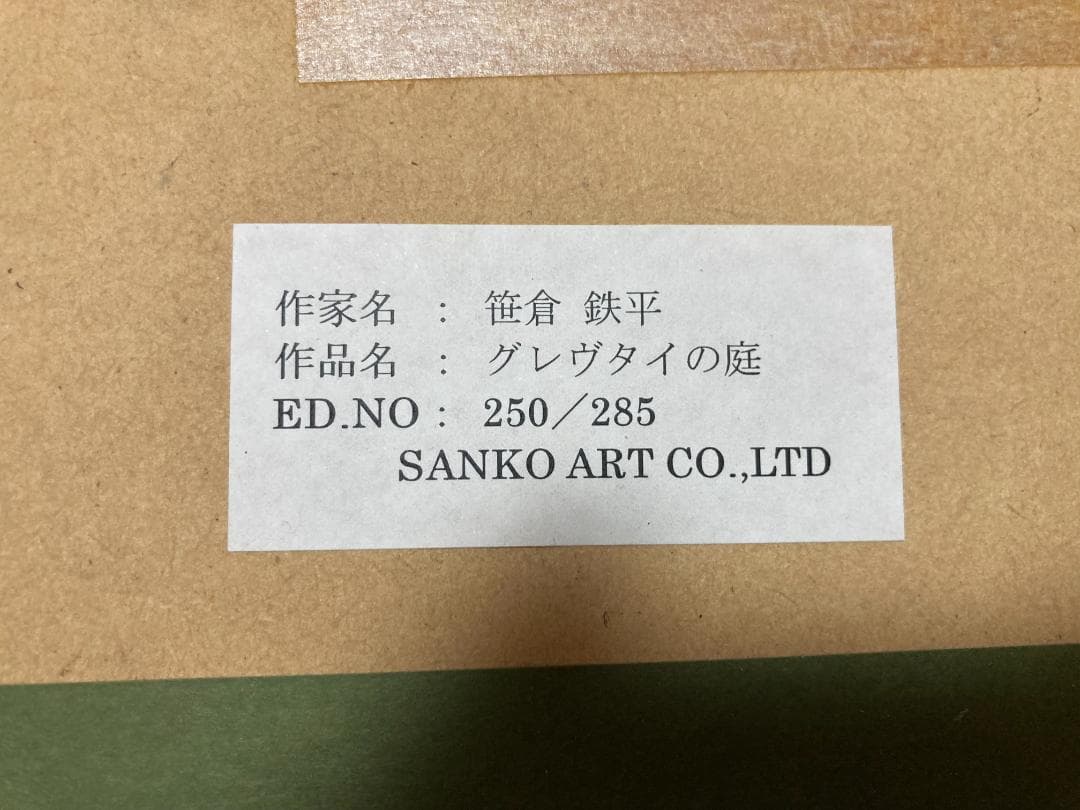 作家名 : 笹倉 鉄平
作品名 : グレヴタイの庭
ED.NO : 250／285
SANKO ART CO.,LTD